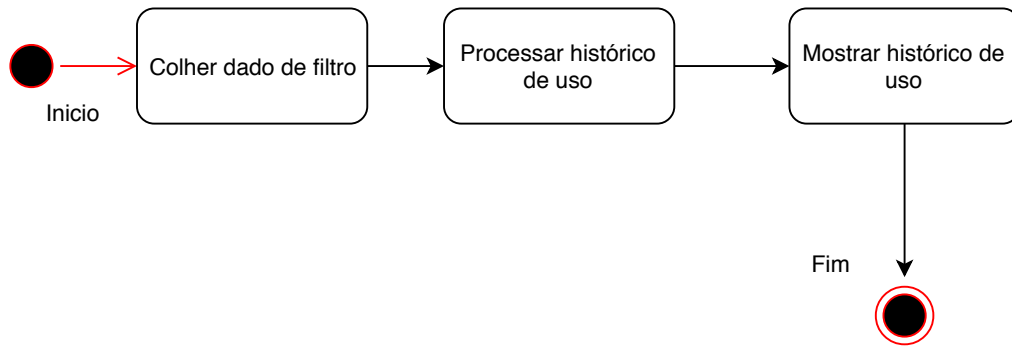 Inicio
Colher dado de filtro
Processar histórico
de uso
Mostrar histórico de
uso
Fim